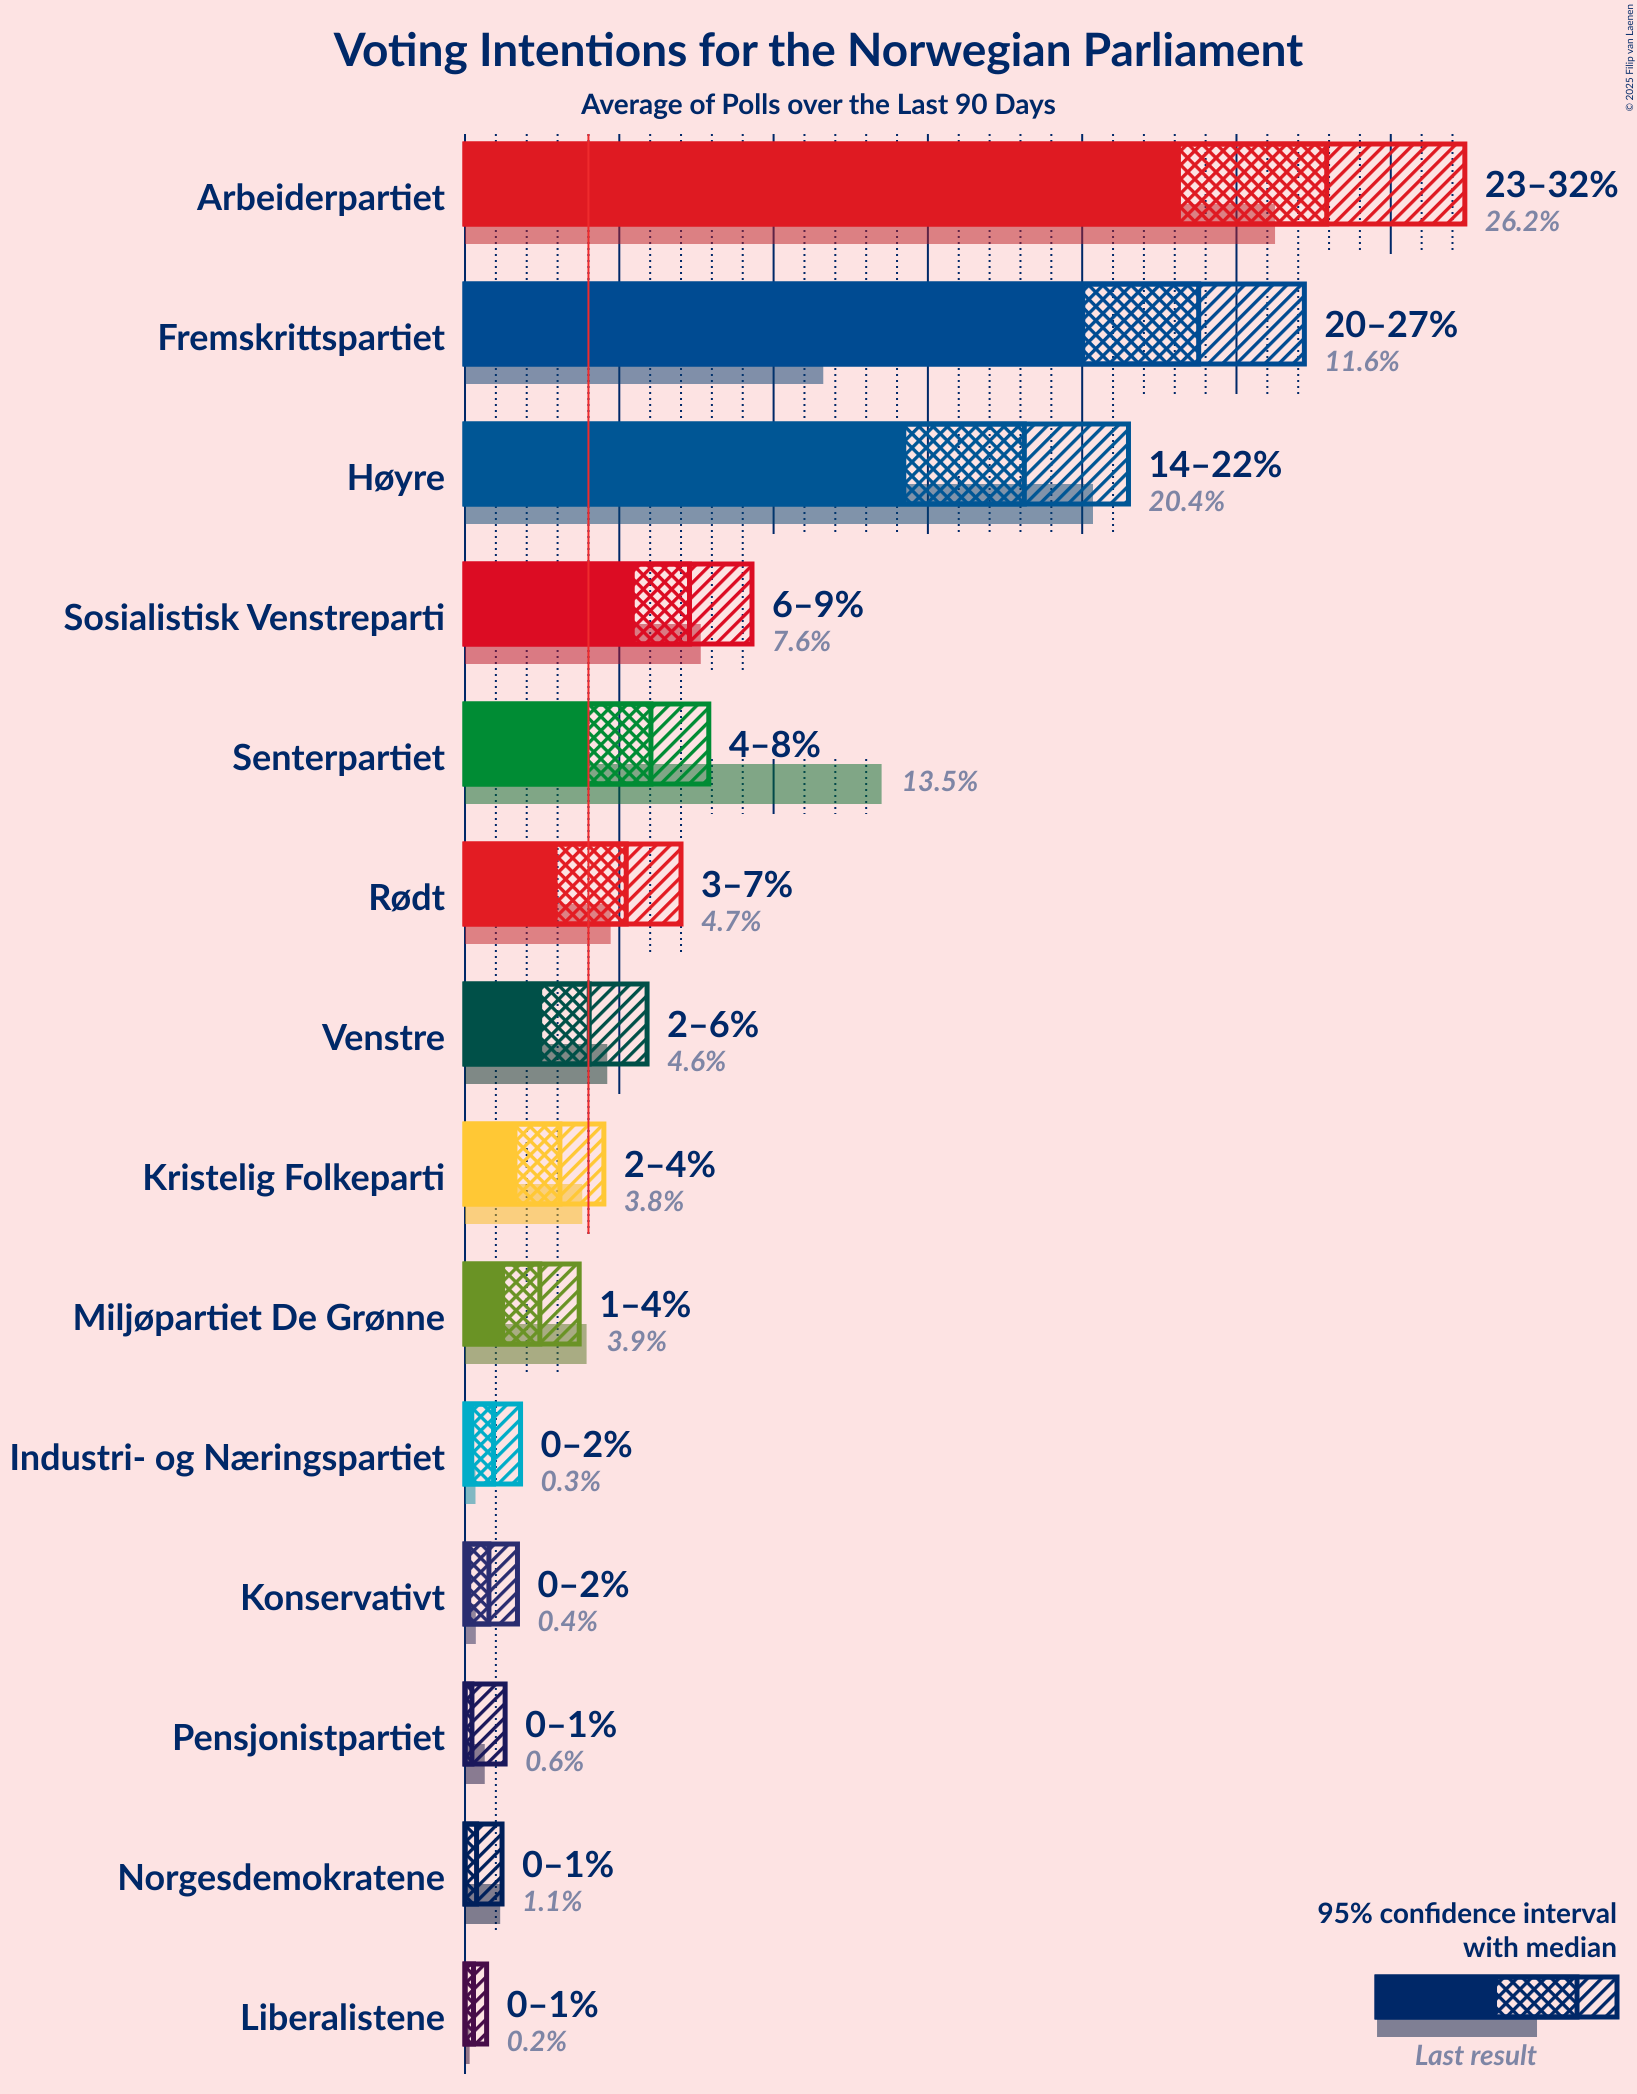 Voting Intentions for the Norwegian Parliament
Average of Polls over the Last 90 Days
© 2025 Filip van Laenen
Arbeiderpartiet
23–32%
26.2%
Fremskrittspartiet
20–27%
11.6%
Høyre
14–22%
20.4%
Sosialistisk Venstreparti
6–9%
7.6%
Senterpartiet
4–8%
13.5%
Rødt
3–7%
4.7%
Venstre
2–6%
4.6%
Kristelig Folkeparti
2–4%
3.8%
Miljøpartiet De Grønne
1–4%
3.9%
Industri- og Næringspartiet
0–2%
0.3%
Konservativt
0–2%
0.4%
Pensjonistpartiet
0–1%
0.6%
Norgesdemokratene
0–1%
1.1%
Liberalistene
0–1%
0.2%
95% confidence interval
with median
Last result